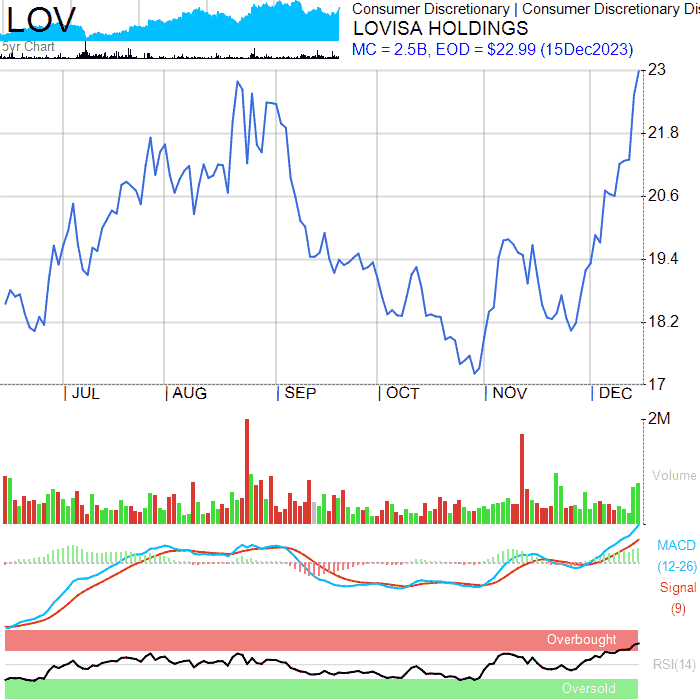 LOV
5yr Chart
Consumer Discretionary | Consumer Discretionary Dis
LOVISA HOLDINGS
MC = 2.5B, EOD = $22.99 (15Dec2023)
23
21.8
20.6
19.4
18.2
17
| JUL | AUG | SEP | OCT | NOV | DEC
2M
Volume
MACD
(12-26)
Signal
(9)
Overbought
RSI(14)
Oversold